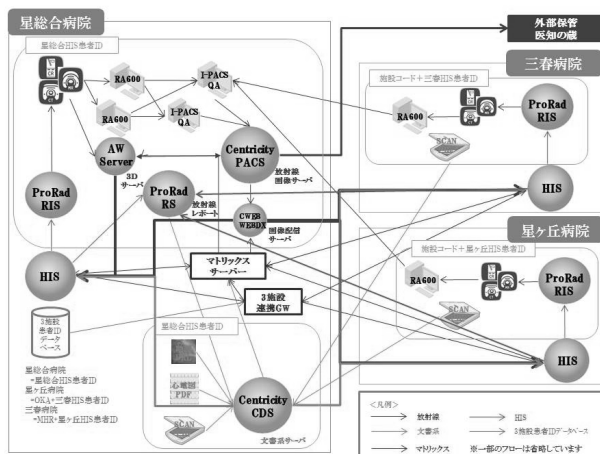 星総合病院
星総合HIS患者ID
RA600
I-PACS
QA
RA600
I-PACS
QA
AW
Server
3D
サーバ
Centricity
PACS
放射線
画像サーバ
ProRad
RIS
ProRad
RS
放射線
レポート
CWEB
WEBDX
画像配信
サーバ
HIS
マトリックス
サーバー
3施設
連携GW
3施設
患者ID
データ
ベース
星総合HIS患者ID
心電図
PDF
SCAN
Centricity
CDS
文書系サーバ
星総合病院
=星総合HIS患者ID
星ヶ丘病院
=OKA+三春HIS患者ID
三春病院
=MHR+星ヶ丘HIS患者ID
外部保管
医知の蔵
三春病院
施設コード+三春HIS患者ID
RA600
SCAN
ProRad
RIS
HIS
星ヶ丘病院
施設コード+星ヶ丘HIS患者ID
RA600
SCAN
ProRad
RIS
HIS
<凡例>
放射線
HIS
文書系
3施設患者IDデータベース
マトリックス
※一部のフローは省略しています